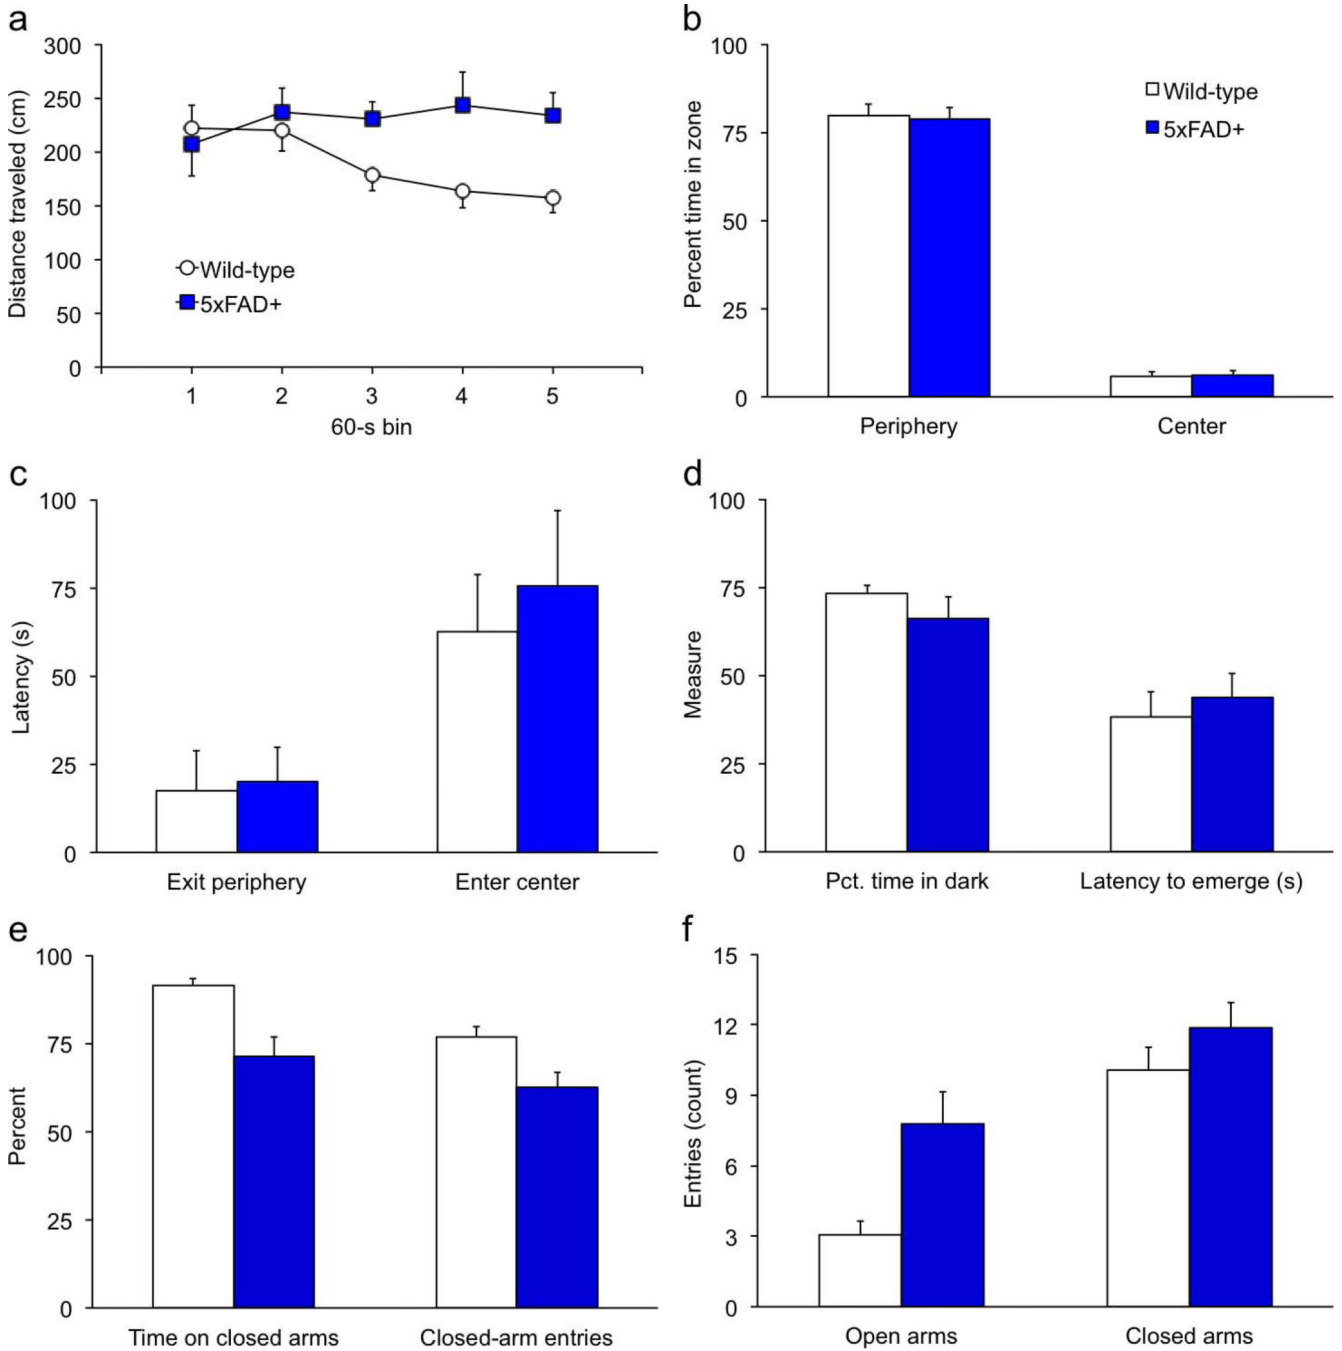 a
300
250
200
150
100
50
0
Distance traveled (cm)
Wild-type
5xFAD+
1 2 3 4 5
60-s bin
b
100
75
50
25
0
Percent time in zone
Wild-type
5xFAD+
Periphery Center
c
100
75
50
25
0
Latency (s)
Exit periphery Enter center
d
100
75
50
25
0
Measure
Pct. time in dark Latency to emerge (s)
e
100
75
50
25
0
Percent
Time on closed arms Closed-arm entries
f
15
12
9
6
3
0
Entries (count)
Open arms Closed arms